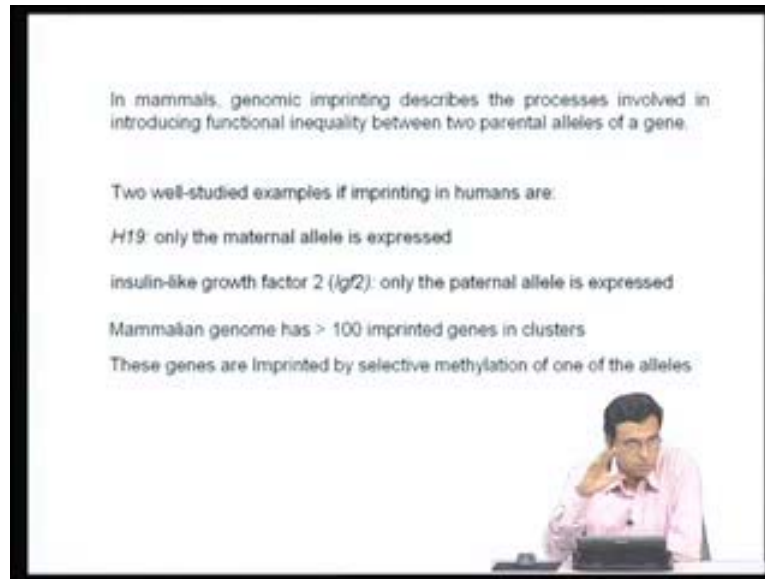 In mammals, genomic imprinting describes the processes involved in
introducing functional inequality between two parental alleles of a gene.
Two well-studied examples if imprinting in humans are:
H19: only the maternal allele is expressed
insulin-like growth factor 2 (Igf2): only the paternal allele is expressed
Mammalian genome has > 100 imprinted genes in clusters
These genes are Imprinted by selective methylation of one of the alleles